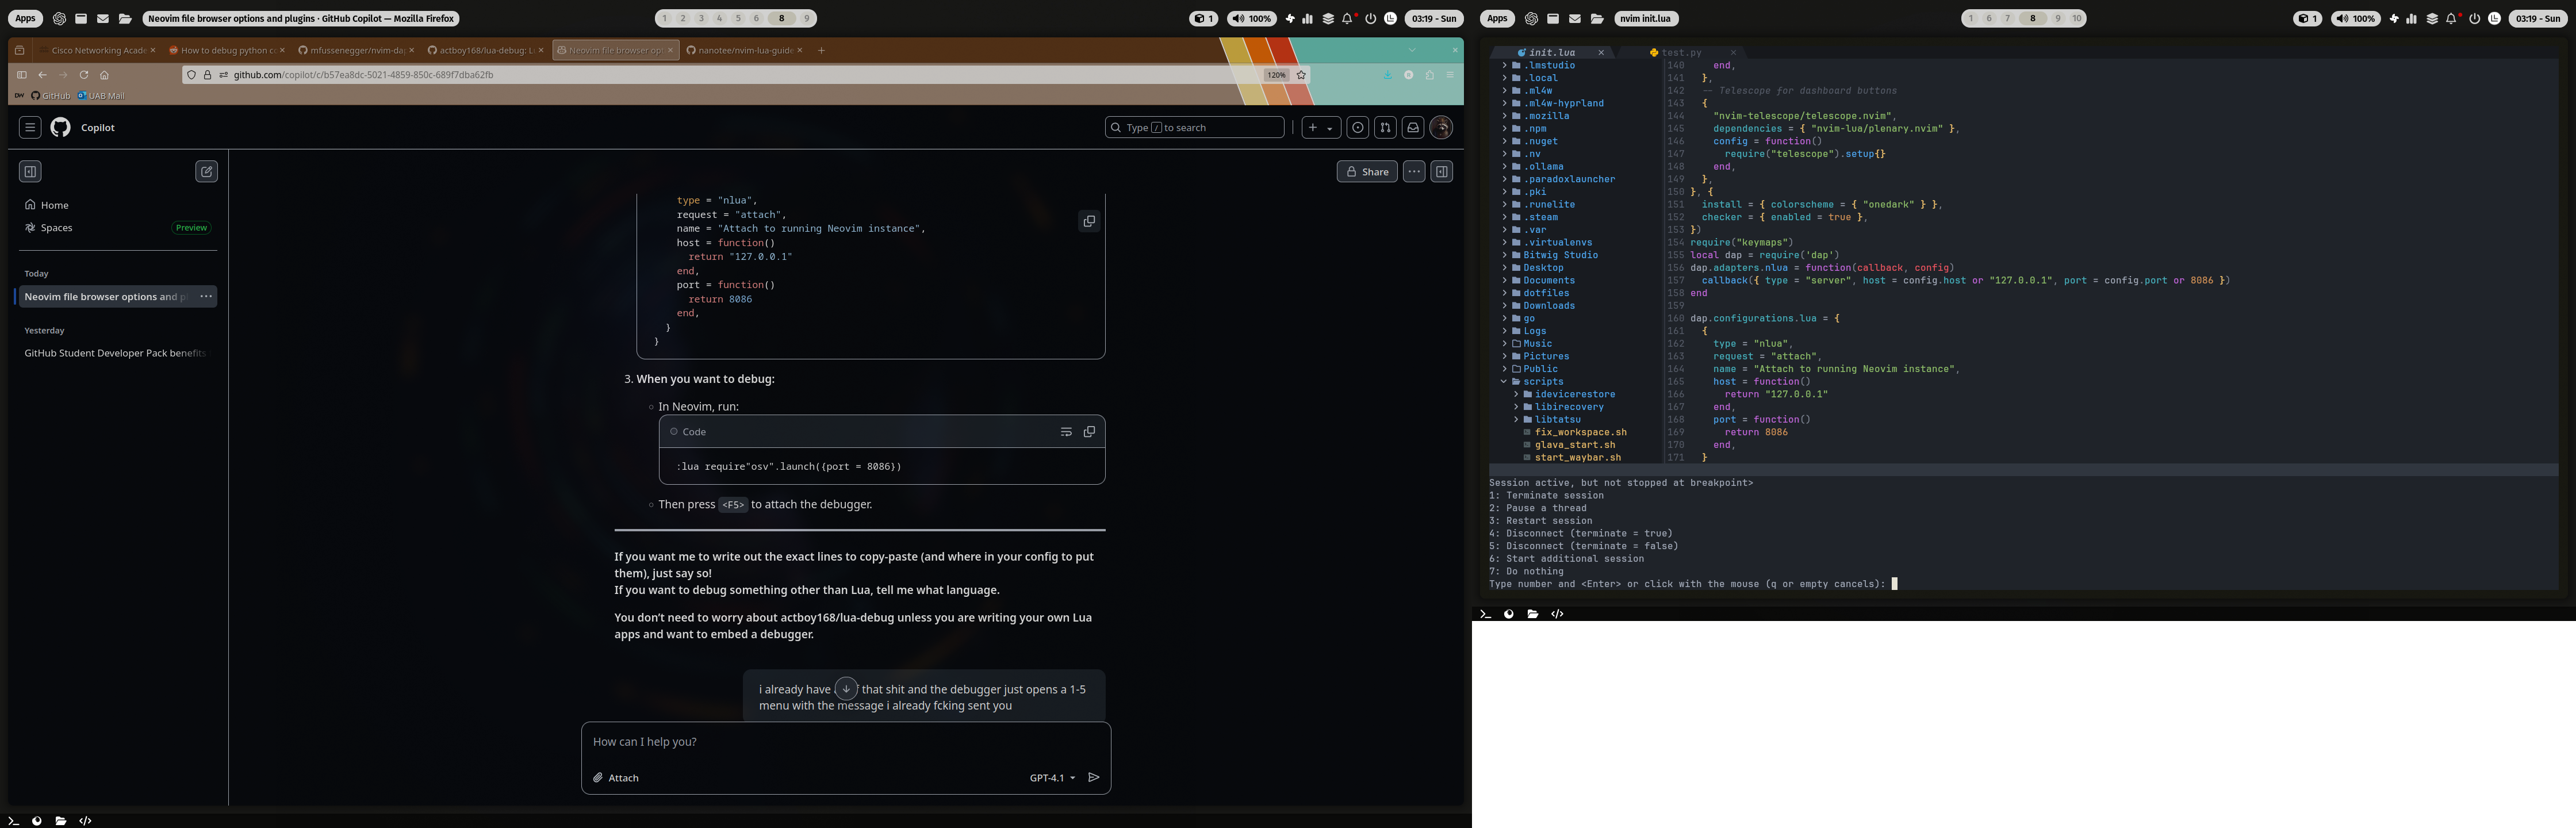 Apps
Neovim file browser options and plugins · GitHub Copilot — Mozilla Firefox
1 2 3 4 5 6 8 9
1
100%
03:19 - Sun
Cisco Networking Acade
How to debug python c
mfussenegger/nvim-da
actboy168/lua-debug: L
Neovim file browser opt
nanotee/nvim-lua-guide
github.com/copilot/c/b57ea8dc-5021-4859-850c-689f7dba62fb
120%
GitHub
UAB Mail
Copilot
Type / to search
Share
Home
Spaces
Preview
Today
Neovim file browser options and pl
Yesterday
GitHub Student Developer Pack benefits
type = "nlua",
request = "attach",
name = "Attach to running Neovim instance",
host = function()
return "127.0.0.1"
end,
port = function()
return 8086
end,
}
}
3. When you want to debug:
In Neovim, run:
Code
:lua require"osv".launch({port = 8086})
Then press <F5> to attach the debugger.
If you want me to write out the exact lines to copy-paste (and where in your config to put
them), just say so!
If you want to debug something other than Lua, tell me what language.
You don't need to worry about actboy168/lua-debug unless you are writing your own Lua
apps and want to embed a debugger.
i already have f that shit and the debugger just opens a 1-5
menu with the message i already fcking sent you
How can I help you?
Attach
GPT-4.1
Apps
nvim init.lua
1 6 7 8 9 10
1
100%
03:19 - Sun
init.lua
test.py
.lmstudio
.local
.ml4w
.ml4w-hyprland
.mozilla
.npm
.nuget
.nv
.ollama
.paradoxlauncher
.pki
.runelite
.steam
.var
.virtualenvs
Bitwig Studio
Desktop
Documents
dotfiles
Downloads
go
Logs
Music
Pictures
Public
scripts
idevicerestore
libirecovery
libtatsu
fix_workspace.sh
glava_start.sh
start_waybar.sh
140 end,
141 },
142 -- Telescope for dashboard buttons
143 {
144 "nvim-telescope/telescope.nvim",
145 dependencies = { "nvim-lua/plenary.nvim" },
146 config = function()
147 require("telescope").setup{}
148 end,
149 },
150 }, {
151 install = { colorscheme = { "onedark" } },
152 checker = { enabled = true },
153 })
154 require("keymaps")
155 local dap = require('dap')
156 dap.adapters.nlua = function(callback, config)
157 callback({ type = "server", host = config.host or "127.0.0.1", port = config.port or 8086 })
158 end
159
160 dap.configurations.lua = {
161 {
162 type = "nlua",
163 request = "attach",
164 name = "Attach to running Neovim instance",
165 host = function()
166 return "127.0.0.1"
167 end,
168 port = function()
169 return 8086
170 end,
171 }
Session active, but not stopped at breakpoint>
1: Terminate session
2: Pause a thread
3: Restart session
4: Disconnect (terminate = true)
5: Disconnect (terminate = false)
6: Start additional session
7: Do nothing
Type number and <Enter> or click with the mouse (q or empty cancels):